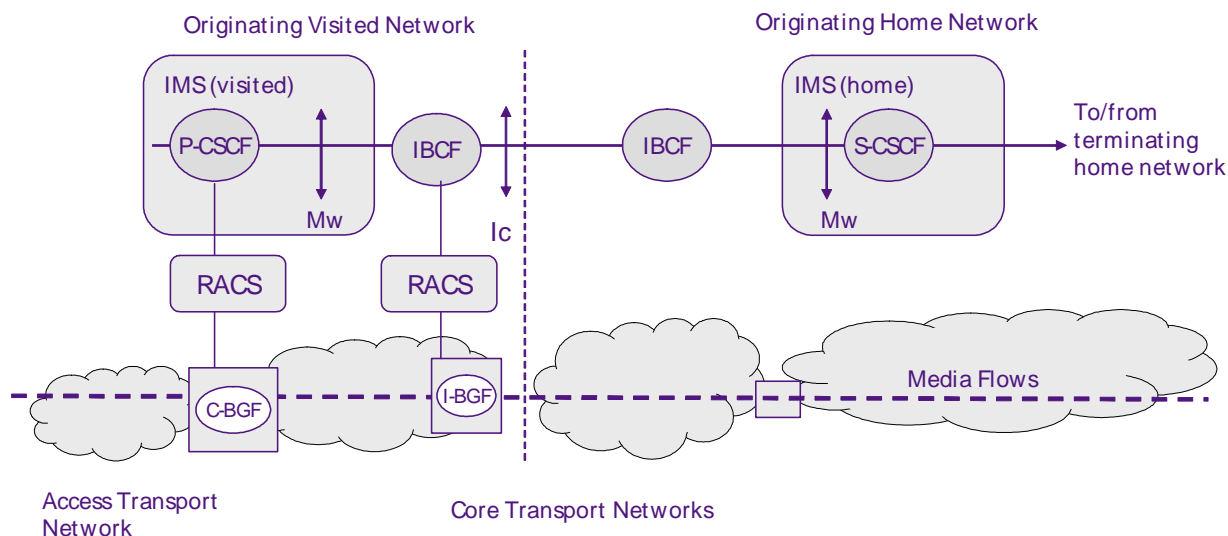 Originating Visited Network
Originating Home Network
IMS (visited)
IMS (home)
P-CSCF
IBCF
IBCF
S-CSCF
To/from
terminating
home network
Mw
Ic
Mw
RACS
RACS
C-BGF
I-BGF
Media Flows
Access Transport
Network
Core Transport Networks